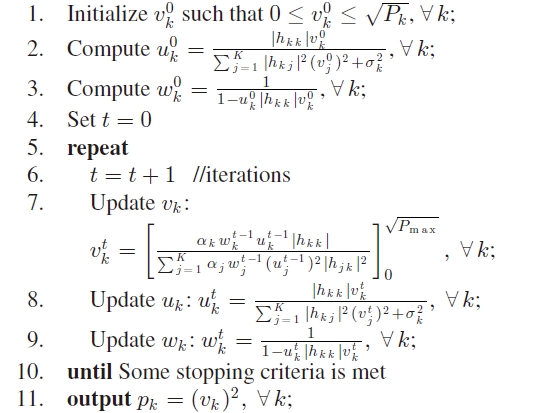 1. Initialize $v_k^0$ such that $0 \leq v_k^0 \leq \sqrt{P_k}, \forall\, k$;
2. Compute $u_k^0 = \frac{|h_{kk}| v_k^0}{\sum_{j=1}^{K} |h_{kj}|^2 (v_j^0)^2 + \sigma_k^2}, \forall\, k$;
3. Compute $w_k^0 = \frac{1}{1 - u_k^0 |h_{kk}| v_k^0}, \forall\, k$;
4. Set $t = 0$
5. repeat
6. $t = t + 1$ //iterations
7. Update $v_k$:
$v_k^t = \left[ \frac{\alpha_k w_k^{t-1} u_k^{t-1} |h_{kk}|}{\sum_{j=1}^{K} \alpha_j w_j^{t-1} (u_j^{t-1})^2 |h_{jk}|^2} \right]_0^{\sqrt{P_{\max}}}, \forall\, k$;
8. Update $u_k$: $u_k^t = \frac{|h_{kk}| v_k^t}{\sum_{j=1}^{K} |h_{kj}|^2 (v_j^t)^2 + \sigma_k^2}, \forall\, k$;
9. Update $w_k$: $w_k^t = \frac{1}{1 - u_k^t |h_{kk}| v_k^t}, \forall\, k$;
10. until Some stopping criteria is met
11. output $p_k = (v_k)^2, \forall\, k$;